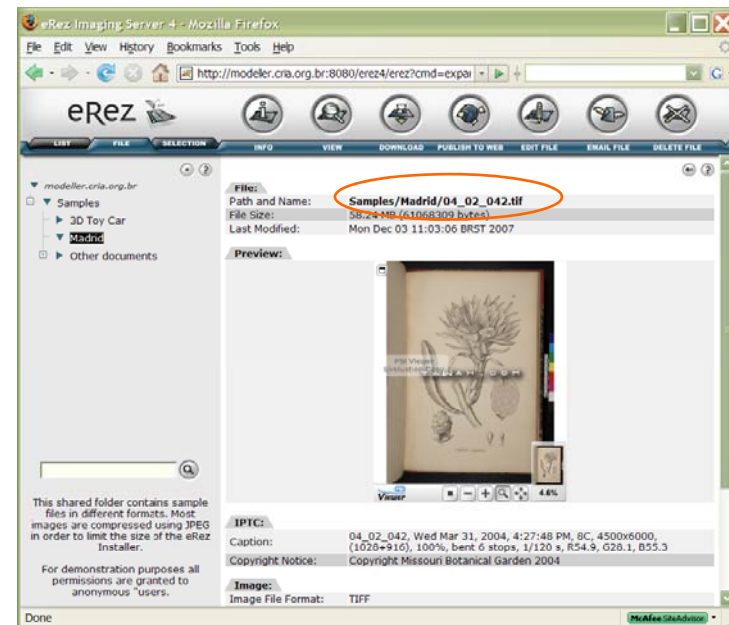 eRez Imaging Server 4 - Mozilla Firefox
File Edit View History Bookmarks Tools Help
http://modeler.cria.org.br:8080/erez4/erez?cmd=expar
G
eRez
LIST FILE SELECTION
INFO VIEW DOWNLOAD PUBLISH TO WEB EDIT FILE EMAIL FILE DELETE FILE
modeller.cria.org.br
Samples
3D Toy Car
Madrid
Other documents
This shared folder contains sample
files in different formats. Most
images are compressed using JPEG
in order to limit the size of the eRez
Installer.
For demonstration purposes all
permissions are granted to
anonymous "users.
File:
Path and Name: Samples/Madrid/04_02_042.tif
File Size: 58.24 MB (61068309 bytes)
Last Modified: Mon Dec 03 11:03:06 BRST 2007
Preview:
FSI Viewer
Evaluation Copy
Viewer
4.6%
IPTC:
Caption: 04_02_042, Wed Mar 31, 2004, 4:27:48 PM, 8C, 4500x6000,
(1028+916), 100%, bent 6 stops, 1/120 s, R54.9, G28.1, B55.3
Copyright Notice: Copyright Missouri Botanical Garden 2004
Image:
Image File Format: TIFF
Done
McAfee SiteAdvisor